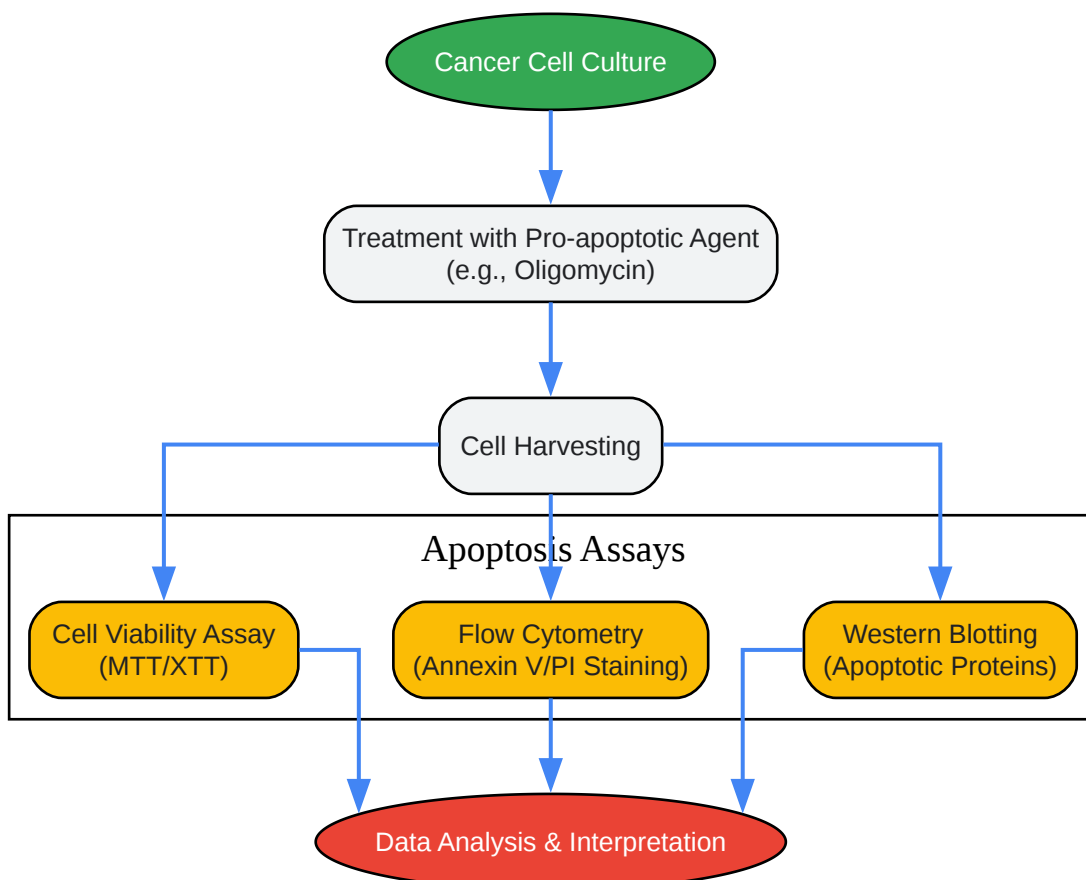 Cancer Cell Culture
Treatment with Pro-apoptotic Agent
(e.g., Oligomycin)
Cell Harvesting
Apoptosis Assays
Cell Viability Assay
(MTT/XTT)
Flow Cytometry
(Annexin V/PI Staining)
Western Blotting
(Apoptotic Proteins)
Data Analysis & Interpretation